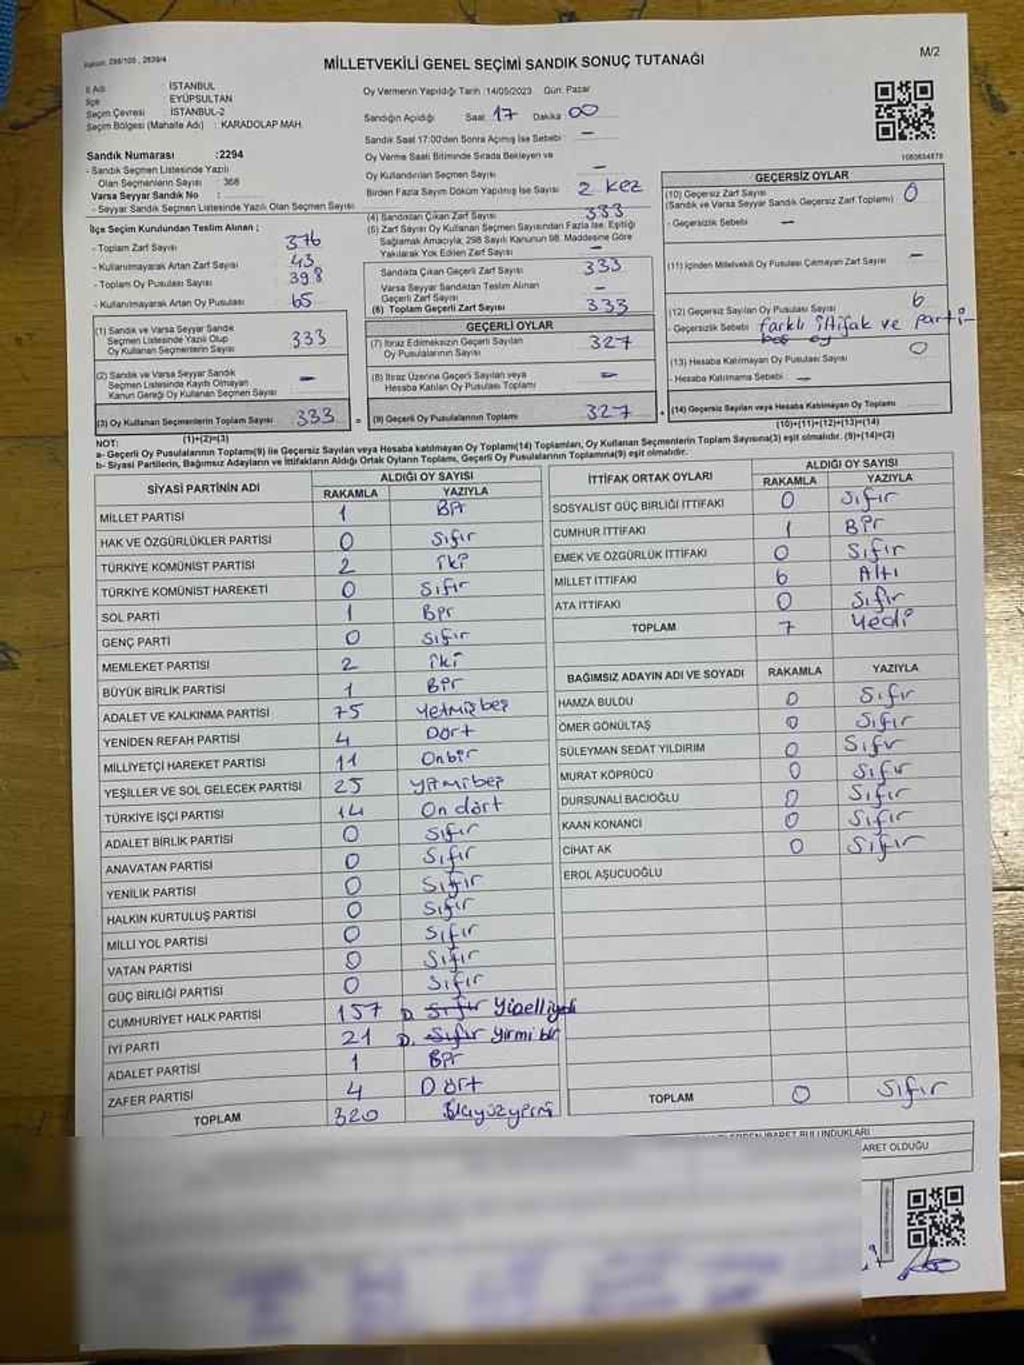 MİLLETVEKİLİ GENEL SEÇİMİ SANDIK SONUÇ TUTANAĞI
M/2
İl Adı : İSTANBUL
İlçe : EYÜPSULTAN
Seçim Çevresi : İSTANBUL-2
Seçim Bölgesi (Mahalle Adı) : KARADOLAP MAH.
Oy Vermenin Yapıldığı Tarih :14/05/2023 Gün: Pazar
Sandığın Açıldığı Saat 17 Dakika 00
Sandık Saat 17:00'den Sonra Açılmış İse Sebebi: —
Oy Verme Saati Bitiminde Sırada Bekleyen ve
Oy Kullandırılan Seçmen Sayısı —
Birden Fazla Sayım Döküm Yapılmış İse Sayısı 2 kez
Sandık Numarası :2294
- Sandık Seçmen Listesinde Yazılı
Olan Seçmenlerin Sayısı : 368
Varsa Seyyar Sandık No :
- Seyyar Sandık Seçmen Listesinde Yazılı Olan Seçmen Sayısı
İlçe Seçim Kurulundan Teslim Alınan ;
- Toplam Zarf Sayısı 376
- Kullanılmayarak Artan Zarf Sayısı 43
- Toplam Oy Pusulası Sayısı 398
- Kullanılmayarak Artan Oy Pusulası 65
(1) Sandık ve Varsa Seyyar Sandık
Seçmen Listesinde Yazılı Olup
Oy Kullanan Seçmenlerin Sayısı 333
(2) Sandık ve Varsa Seyyar Sandık
Seçmen Listesinde Kayıtlı Olmayan
Kanun Gereği Oy Kullanan Seçmen Sayısı —
(3) Oy Kullanan Seçmenlerin Toplam Sayısı 333
(1)+(2)=(3)
(4) Sandıktan Çıkan Zarf Sayısı 333
(5) Zarf Sayısı Oy Kullanan Seçmen Sayısından Fazla İse, Eşitliği
Sağlamak Amacıyla; 298 Sayılı Kanunun 98. Maddesine Göre
Yakılarak Yok Edilen Zarf Sayısı —
Sandıkta Çıkan Geçerli Zarf Sayısı 333
Varsa Seyyar Sandıktan Teslim Alınan
Geçerli Zarf Sayısı —
(6) Toplam Geçerli Zarf Sayısı 333
GEÇERLİ OYLAR
(7) İtiraz Edilmeksizin Geçerli Sayılan
Oy Pusulalarının Sayısı 327
(8) İtiraz Üzerine Geçerli Sayılan veya
Hesaba Katılan Oy Pusulası Toplamı —
= (9) Geçerli Oy Pusulalarının Toplamı 327
1060634878
GEÇERSİZ OYLAR
(10) Geçersiz Zarf Sayısı 0
(Sandık ve Varsa Seyyar Sandık Geçersiz Zarf Toplamı)
- Geçersizlik Sebebi —
(11) İçinden Milletvekili Oy Pusulası Çıkmayan Zarf Sayısı —
(12) Geçersiz Sayılan Oy Pusulası Sayısı 6
- Geçersizlik Sebebi farklı ittifak ve parti-
boş oy
(13) Hesaba Katılmayan Oy Pusulası Sayısı 0
- Hesaba Katılmama Sebebi —
+ (14) Geçersiz Sayılan veya Hesaba Katılmayan Oy Toplamı
(10)+(11)+(12)+(13)=(14)
NOT:
a- Geçerli Oy Pusulalarının Toplamı(9) ile Geçersiz Sayılan veya Hesaba katılmayan Oy Toplamı(14) Toplamları, Oy Kullanan Seçmenlerin Toplam Sayısına(3) eşit olmalıdır. (9)+(14)=(3)
b- Siyasi Partilerin, Bağımsız Adayların ve İttifakların Aldığı Ortak Oyların Toplamı, Geçerli Oy Pusulalarının Toplamına(9) eşit olmalıdır.
SİYASİ PARTİNİN ADI ALDIĞI OY SAYISI
RAKAMLA YAZIYLA
MİLLET PARTİSİ 1 Bir
HAK VE ÖZGÜRLÜKLER PARTİSİ 0 Sıfır
TÜRKİYE KOMÜNİST PARTİSİ 2 iki
TÜRKİYE KOMÜNİST HAREKETİ 0 Sıfır
SOL PARTİ 1 Bir
GENÇ PARTİ 0 Sıfır
MEMLEKET PARTİSİ 2 iki
BÜYÜK BİRLİK PARTİSİ 1 Bir
ADALET VE KALKINMA PARTİSİ 75 Yetmişbeş
YENİDEN REFAH PARTİSİ 4 Dört
MİLLİYETÇİ HAREKET PARTİSİ 11 Onbir
YEŞİLLER VE SOL GELECEK PARTİSİ 25 yirmibeş
TÜRKİYE İŞÇİ PARTİSİ 14 On dört
ADALET BİRLİK PARTİSİ 0 Sıfır
ANAVATAN PARTİSİ 0 Sıfır
YENİLİK PARTİSİ 0 Sıfır
HALKIN KURTULUŞ PARTİSİ 0 Sıfır
MİLLİ YOL PARTİSİ 0 Sıfır
VATAN PARTİSİ 0 Sıfır
GÜÇ BİRLİĞİ PARTİSİ 0 Sıfır
CUMHURİYET HALK PARTİSİ 157 D. Sıfır
İYİ PARTİ 21 D. Sıfır yirmi bir
ADALET PARTİSİ 1 Bir
ZAFER PARTİSİ 4 Dört
TOPLAM 320
İTTİFAK ORTAK OYLARI ALDIĞI OY SAYISI
RAKAMLA YAZIYLA
SOSYALİST GÜÇ BİRLİĞİ İTTİFAKI 0 Sıfır
CUMHUR İTTİFAKI 1 Bir
EMEK VE ÖZGÜRLÜK İTTİFAKI 0 Sıfır
MİLLET İTTİFAKI 6 Altı
ATA İTTİFAKI 0 Sıfır
TOPLAM 7 Yedi
BAĞIMSIZ ADAYIN ADI VE SOYADI RAKAMLA YAZIYLA
HAMZA BULDU 0 Sıfır
ÖMER GÖNÜLTAŞ 0 Sıfır
SÜLEYMAN SEDAT YILDIRIM 0 Sıfır
MURAT KÖPRÜCÜ 0 Sıfır
DURSUNALİ BACIOĞLU 0 Sıfır
KAAN KONANCI 0 Sıfır
CİHAT AK 0 Sıfır
EROL AŞUCUOĞLU
TOPLAM 0 Sıfır
BULUNDUKLARI
ARET OLDUĞU